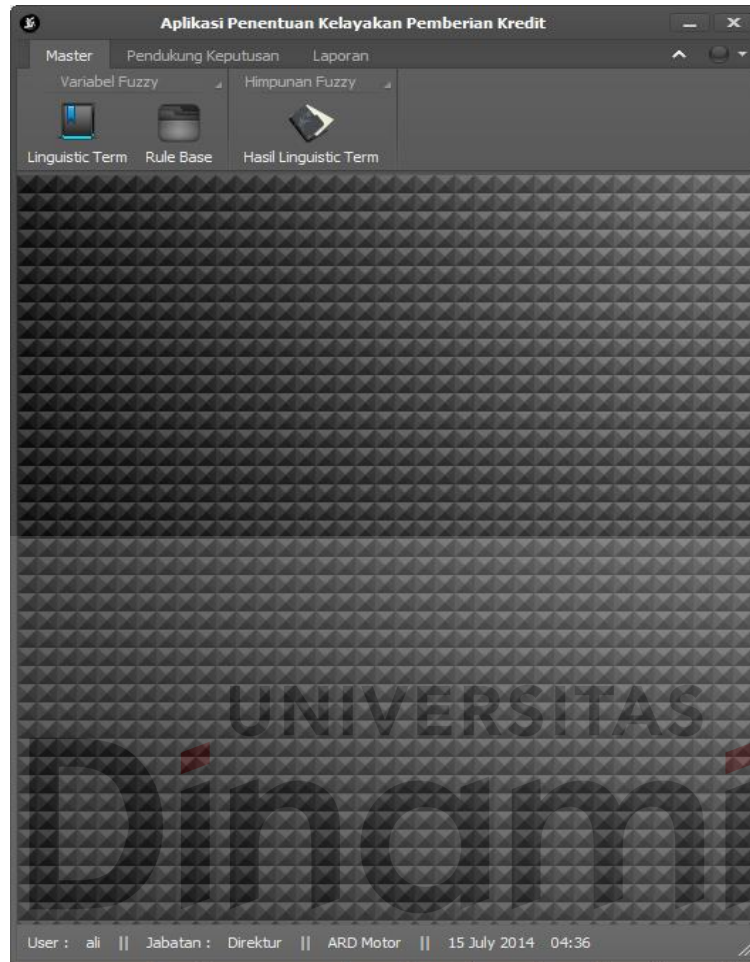 Aplikasi Penentuan Kelayakan Pemberian Kredit
Master Pendukung Keputusan Laporan
Variabel Fuzzy Himpunan Fuzzy
Linguistic Term Rule Base Hasil Linguistic Term
UNIVERSITAS
Dinami
User : ali || Jabatan : Direktur || ARD Motor || 15 July 2014 04:36